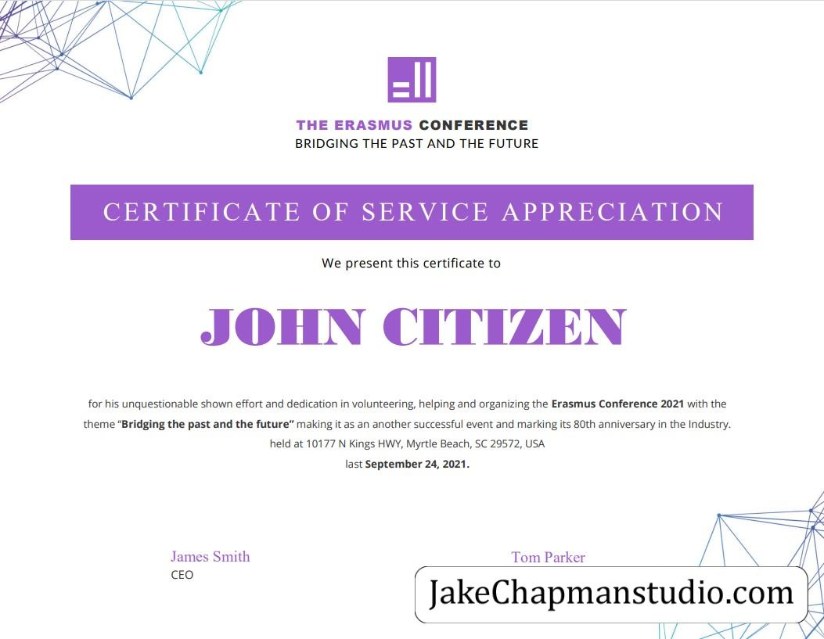 THE ERASMUS CONFERENCE
BRIDGING THE PAST AND THE FUTURE
CERTIFICATE OF SERVICE APPRECIATION
We present this certificate to
JOHN CITIZEN
for his unquestionable shown effort and dedication in volunteering, helping and organizing the Erasmus Conference 2021 with the
theme “Bridging the past and the future” making it as an another successful event and marking its 80th anniversary in the Industry.
held at 10177 N Kings HWY, Myrtle Beach, SC 29572, USA
last September 24, 2021.
James Smith
CEO
Tom Parker
JakeChapmanstudio.com